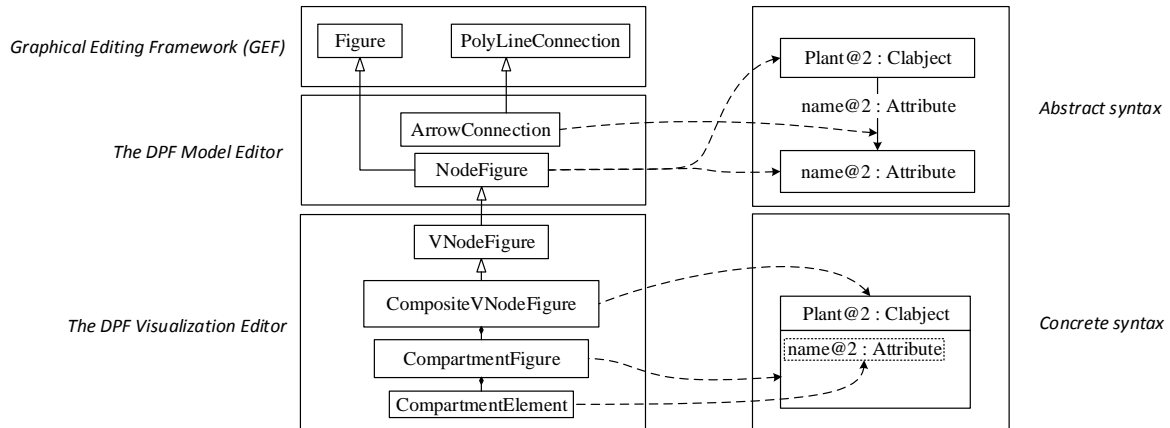 Graphical Editing Framework (GEF)
Figure
PolyLineConnection
Plant@2 : Clabject
name@2 : Attribute
Abstract syntax
ArrowConnection
The DPF Model Editor
NodeFigure
name@2 : Attribute
VNodeFigure
CompositeVNodeFigure
Plant@2 : Clabject
The DPF Visualization Editor
Concrete syntax
name@2 : Attribute
CompartmentFigure
CompartmentElement